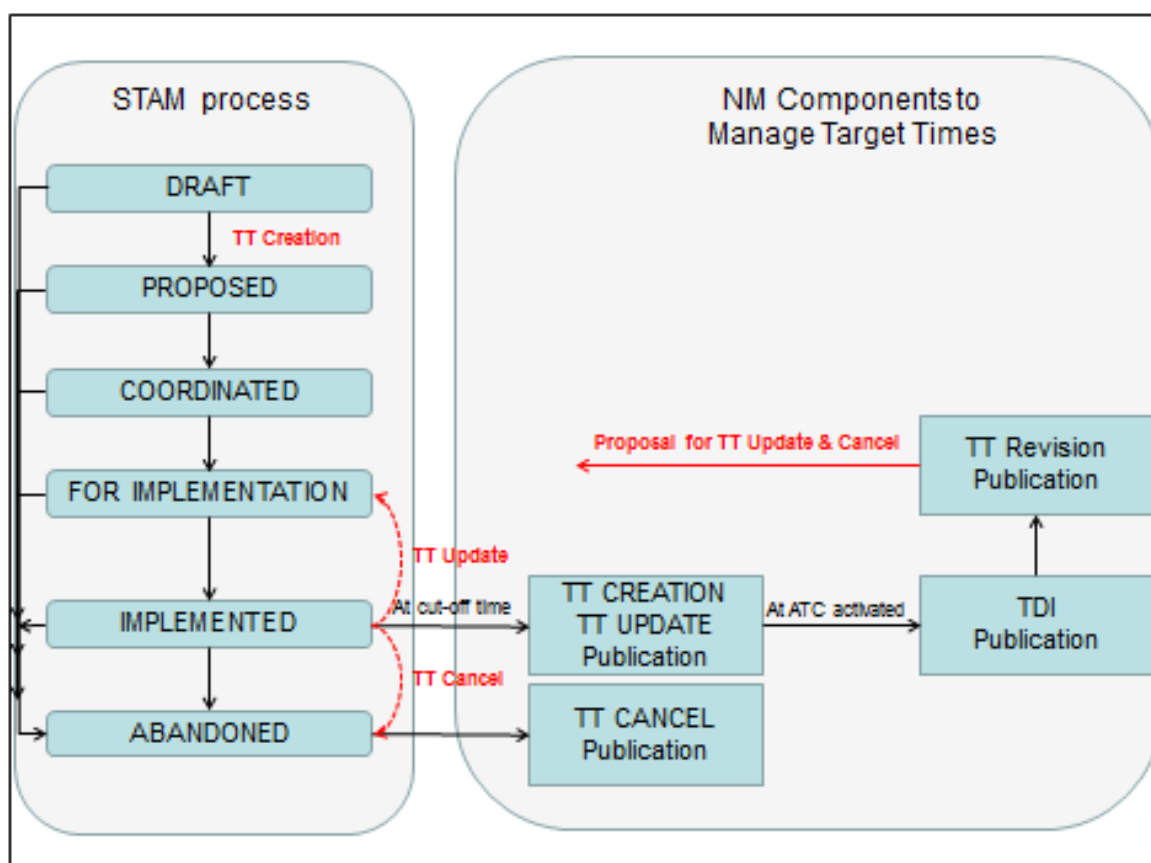 STAM process
DRAFT
TT Creation
PROPOSED
COORDINATED
FOR IMPLEMENTATION
TT Update
IMPLEMENTED
TT Cancel
ABANDONED
NM Components to
Manage Target Times
Proposal for TT Update & Cancel
TT Revision
Publication
At cut-off time
TT CREATION
TT UPDATE
Publication
At ATC activated
TDI
Publication
TT CANCEL
Publication